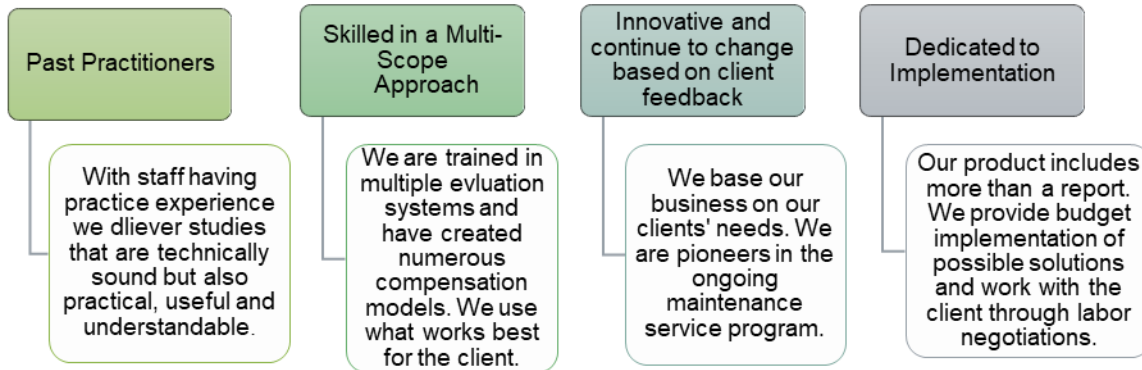 Past Practitioners
With staff having
practice experience
we dliever studies
that are technically
sound but also
practical, useful and
understandable.
Skilled in a Multi-
Scope
Approach
We are trained in
multiple evluation
systems and
have created
numerous
compensation
models. We use
what works best
for the client.
Innovative and
continue to change
based on client
feedback
We base our
business on our
clients' needs. We
are pioneers in the
ongoing
maintenance
service program.
Dedicated to
Implementation
Our product includes
more than a report.
We provide budget
implementation of
possible solutions
and work with the
client through labor
negotiations.